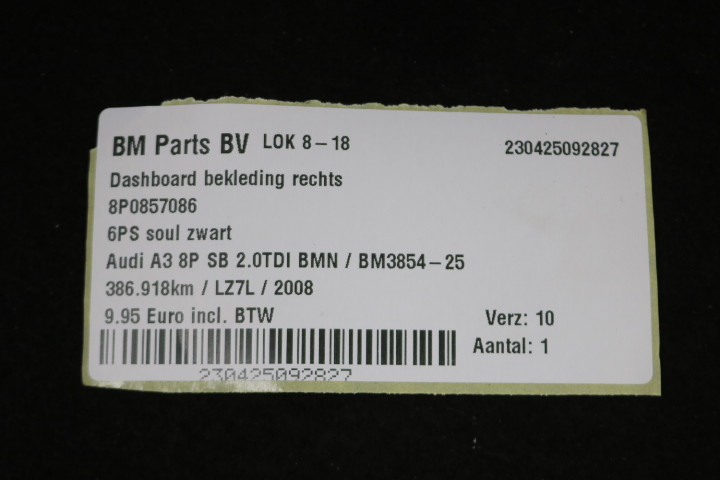 BM Parts BV LOK 8-18 230425092827
Dashboard bekleding rechts
8P0857086
6PS soul zwart
Audi A3 8P SB 2.0TDI BMN / BM3854-25
386.918km / LZ7L / 2008
9.95 Euro incl. BTW Verz: 10
Aantal: 1
230425092827